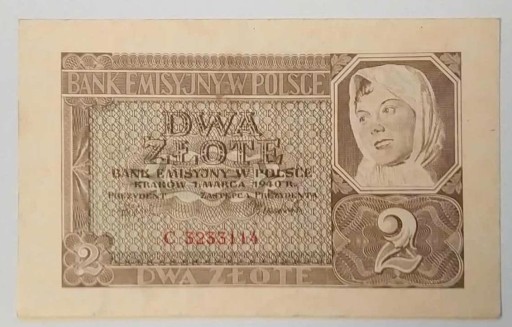 BANK EMISYJNY W POLSCE
DWA
ZŁOTE
BANK EMISYJNY W POLSCE
KRAKÓW 1. MARCA 1940 R.
PREZYDENT ZASTĘPCA PREZYDENTA
C 3233114
2
2
DWA ZŁOTE